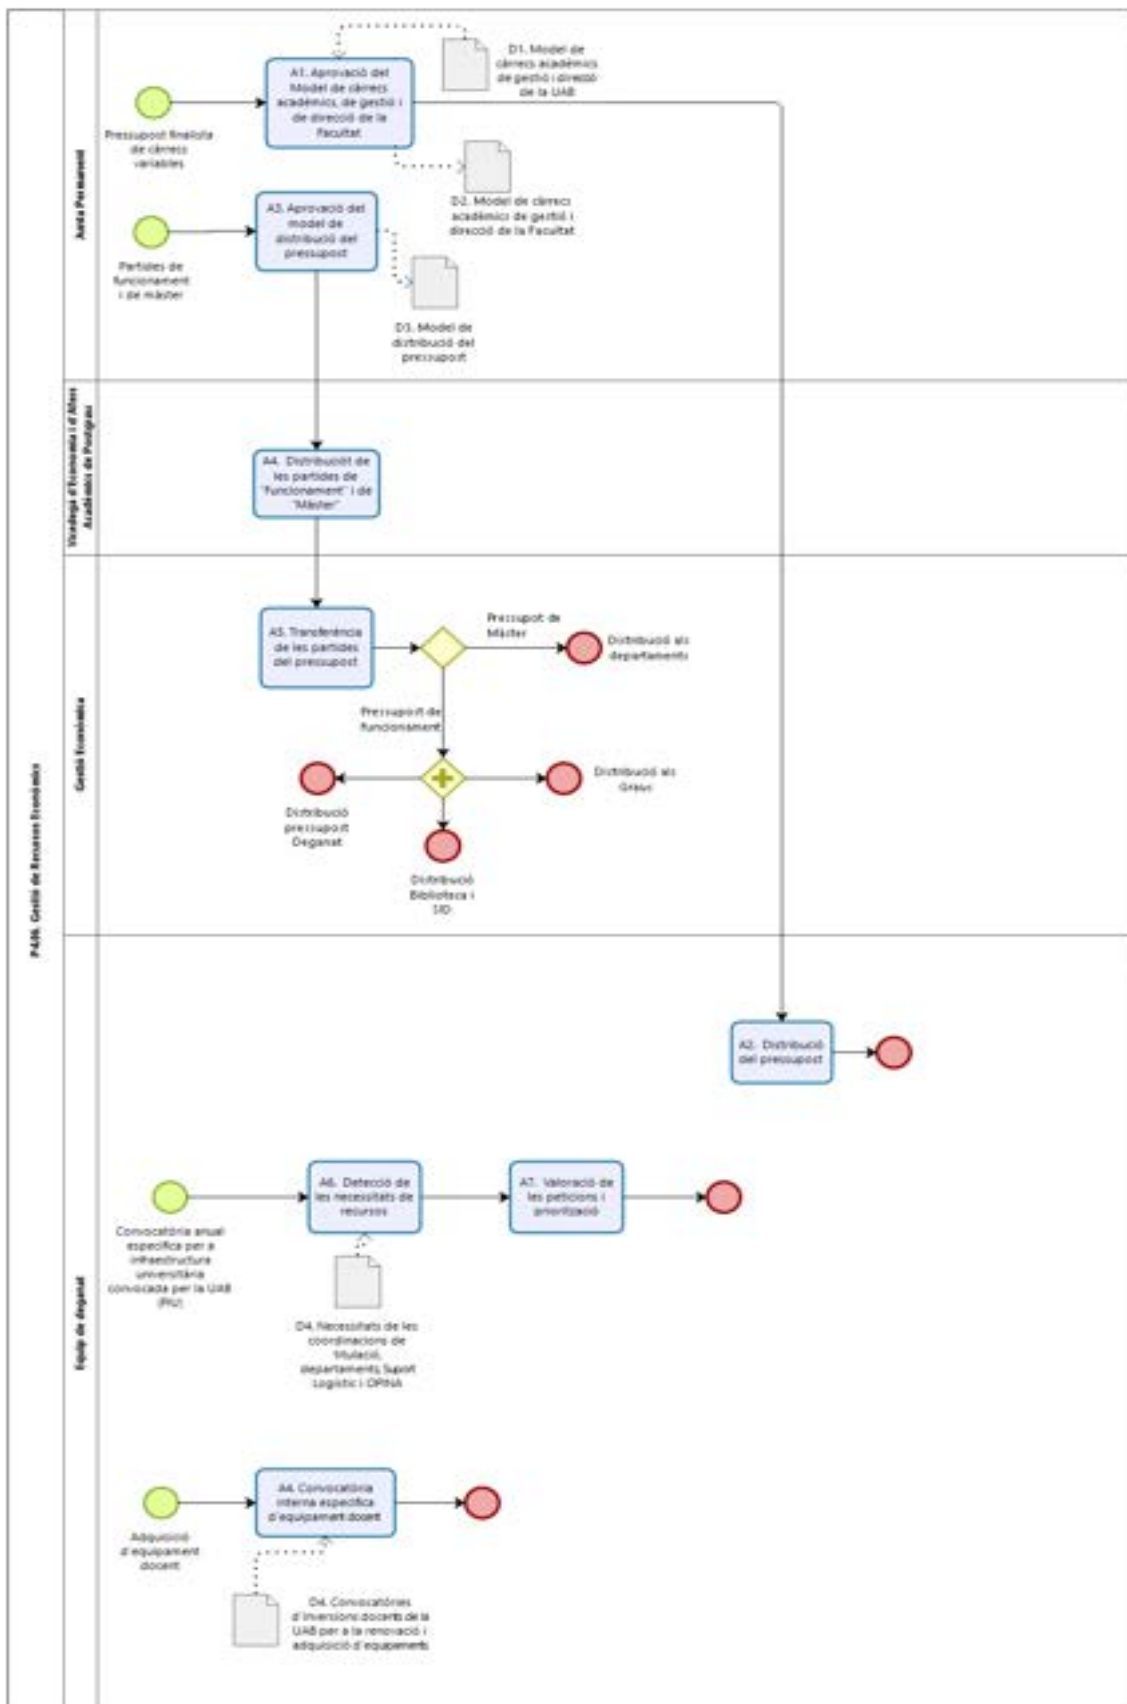 P4.06. Gestió de Recursos Econòmics
Junta Permanent
Pressupost finalista
de càrrecs
variables
A1. Aprovació del
Model de càrrecs
acadèmics, de gestió i
de direcció de la
Facultat
D1. Model de
càrrecs acadèmics
de gestió i direcció
de la UAB
D2. Model de càrrecs
acadèmics de gestió i
direcció de la Facultat
Partides de
funcionament
i de màster
A3. Aprovació del
model de
distribució del
pressupost
D3. Model de
distribució del
pressupost
Vicedegà d'Economia i d'Afers
Acadèmics de Postgrau
A4. Distribució de
les partides de
"Funcionament" i de
"Màster"
Gestió Econòmica
A5. Transferència
de les partides
del pressupost
Pressupot de
Màster
Distribució als
departaments
Pressupost de
Funcionament
Distribució
pressupost
Deganat
Distribució als
Graus
Distribució
Biblioteca i
SID
Equip de deganat
A2. Distribució
del pressupost
Convocatòria anual
específica per a
infraestructura
universitària
convocada per la UAB
(PIU)
A6. Detecció de
les necessitats de
recursos
A7. Valoració de
les peticions i
priorització
D4. Necessitats de les
coordinacions de
titulació,
departaments, Suport
Logístic i OPINA
Adquisició
d'equipament
docent
A4. Convocatòria
interna específica
d'equipament docent
D4. Convocatòries
d'inversions docents de la
UAB per a la renovació i
adquisició d'equipaments